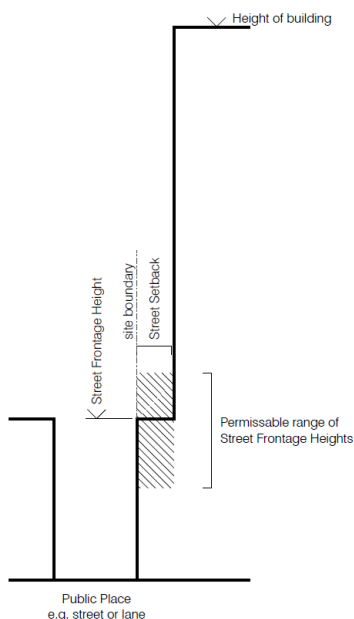 Height of building
Street Frontage Height
site boundary
Street Setback
Permissable range of
Street Frontage Heights
Public Place
e.g. street or lane